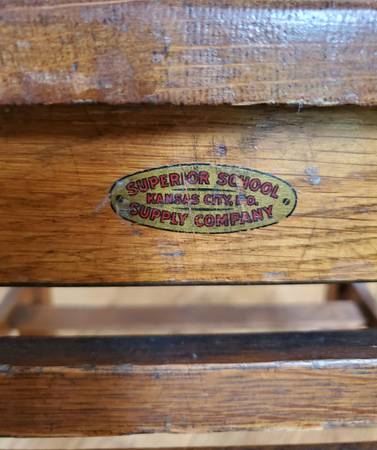 SUPERIOR SCHOOL
KANSAS CITY, MO.
SUPPLY COMPANY